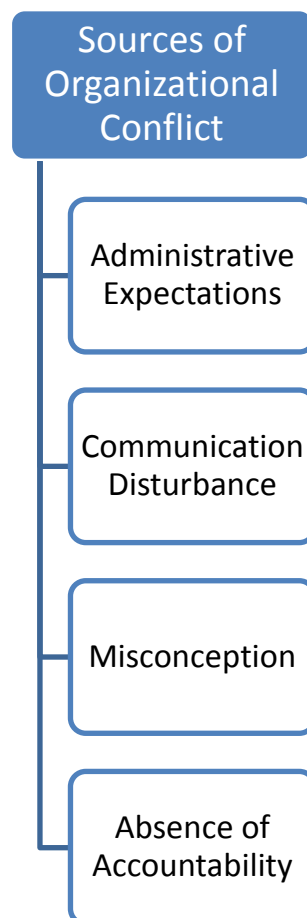 Sources of
Organizational
Conflict
Administrative
Expectations
Communication
Disturbance
Misconception
Absence of
Accountability